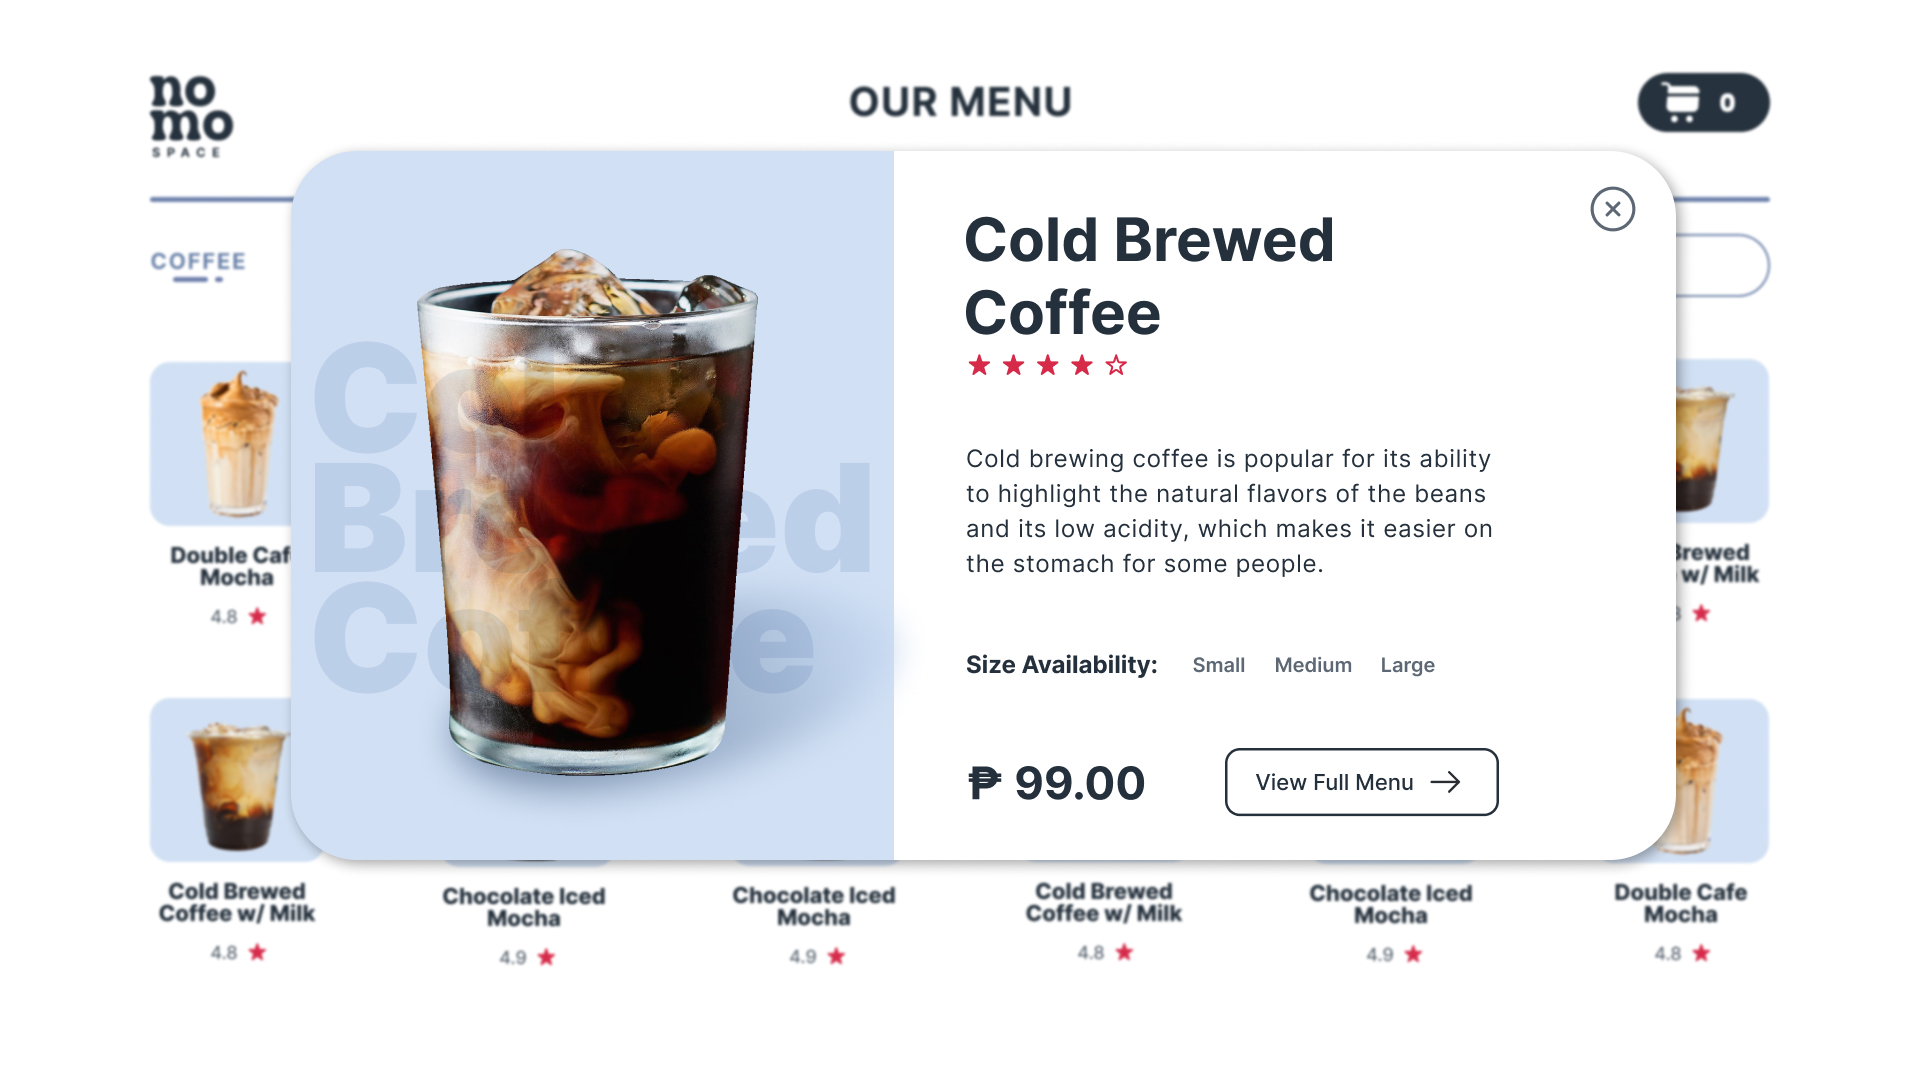 no
mo
SPACE
OUR MENU
0
COFFEE
Cold Brewed
Coffee
Cold brewing coffee is popular for its ability
to highlight the natural flavors of the beans
and its low acidity, which makes it easier on
the stomach for some people.
Size Availability: Small Medium Large
₱ 99.00
View Full Menu
Cold
Brewed
Coffee
Double Caf
Mocha
4.8
Brewed
w/ Milk
Cold Brewed
Coffee w/ Milk
4.8
Chocolate Iced
Mocha
4.9
Chocolate Iced
Mocha
4.9
Cold Brewed
Coffee w/ Milk
4.8
Chocolate Iced
Mocha
4.9
Double Cafe
Mocha
4.8